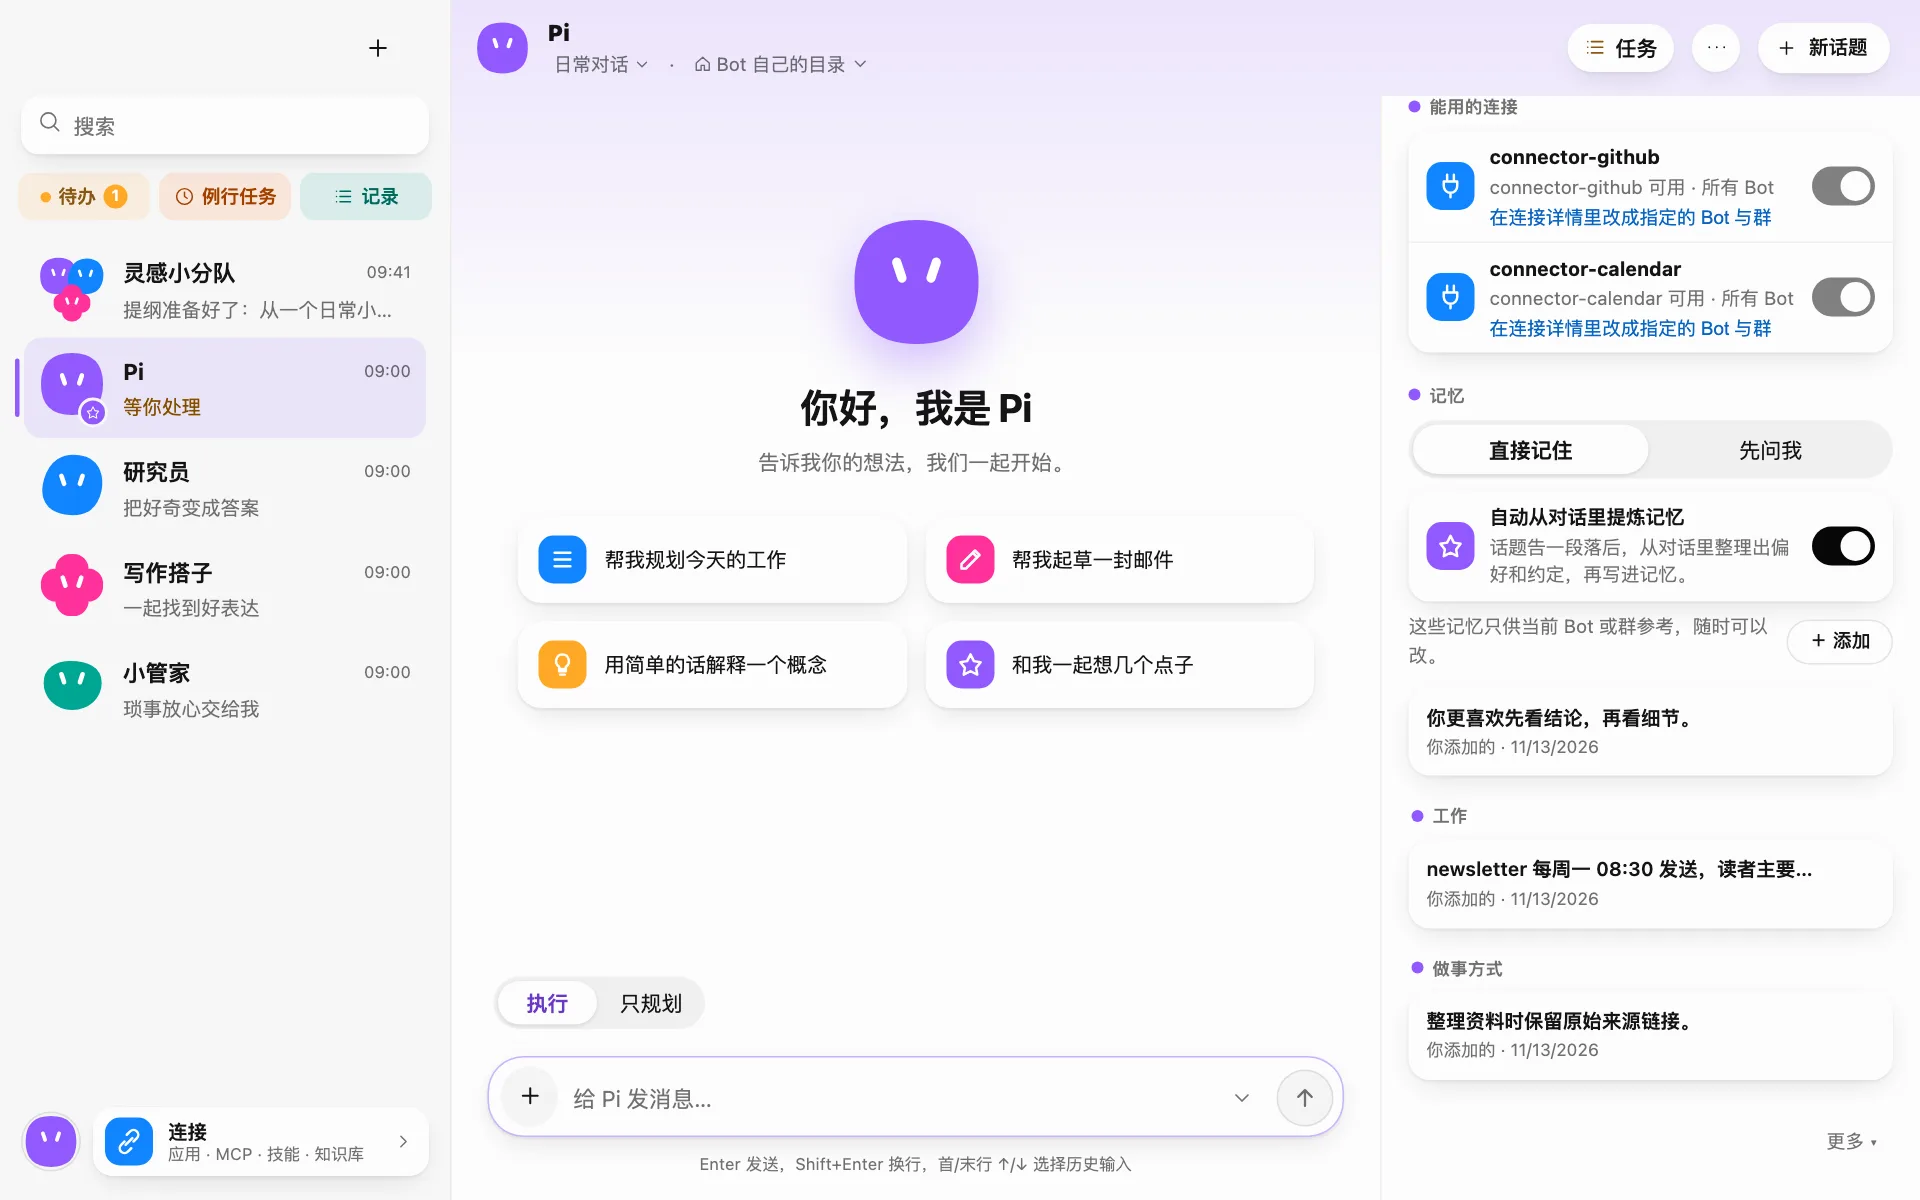 搜索
待办 1
例行任务
记录
灵感小分队 09:41
提纲准备好了：从一个日常小...
Pi 09:00
等你处理
研究员 09:00
把好奇变成答案
写作搭子 09:00
一起找到好表达
小管家 09:00
琐事放心交给我
连接
应用 · MCP · 技能 · 知识库
Pi
日常对话 · Bot 自己的目录
任务
新话题
你好，我是 Pi
告诉我你的想法，我们一起开始。
帮我规划今天的工作
帮我起草一封邮件
用简单的话解释一个概念
和我一起想几个点子
执行
只规划
给 Pi 发消息...
Enter 发送，Shift+Enter 换行，首/末行 ↑/↓ 选择历史输入
能用的连接
connector-github
connector-github 可用 · 所有 Bot
在连接详情里改成指定的 Bot 与群
connector-calendar
connector-calendar 可用 · 所有 Bot
在连接详情里改成指定的 Bot 与群
记忆
直接记住
先问我
自动从对话里提炼记忆
话题告一段落后，从对话里整理出偏
好和约定，再写进记忆。
这些记忆只供当前 Bot 或群参考，随时可以
改。
添加
你更喜欢先看结论，再看细节。
你添加的 · 11/13/2026
工作
newsletter 每周一 08:30 发送，读者主要...
你添加的 · 11/13/2026
做事方式
整理资料时保留原始来源链接。
你添加的 · 11/13/2026
更多